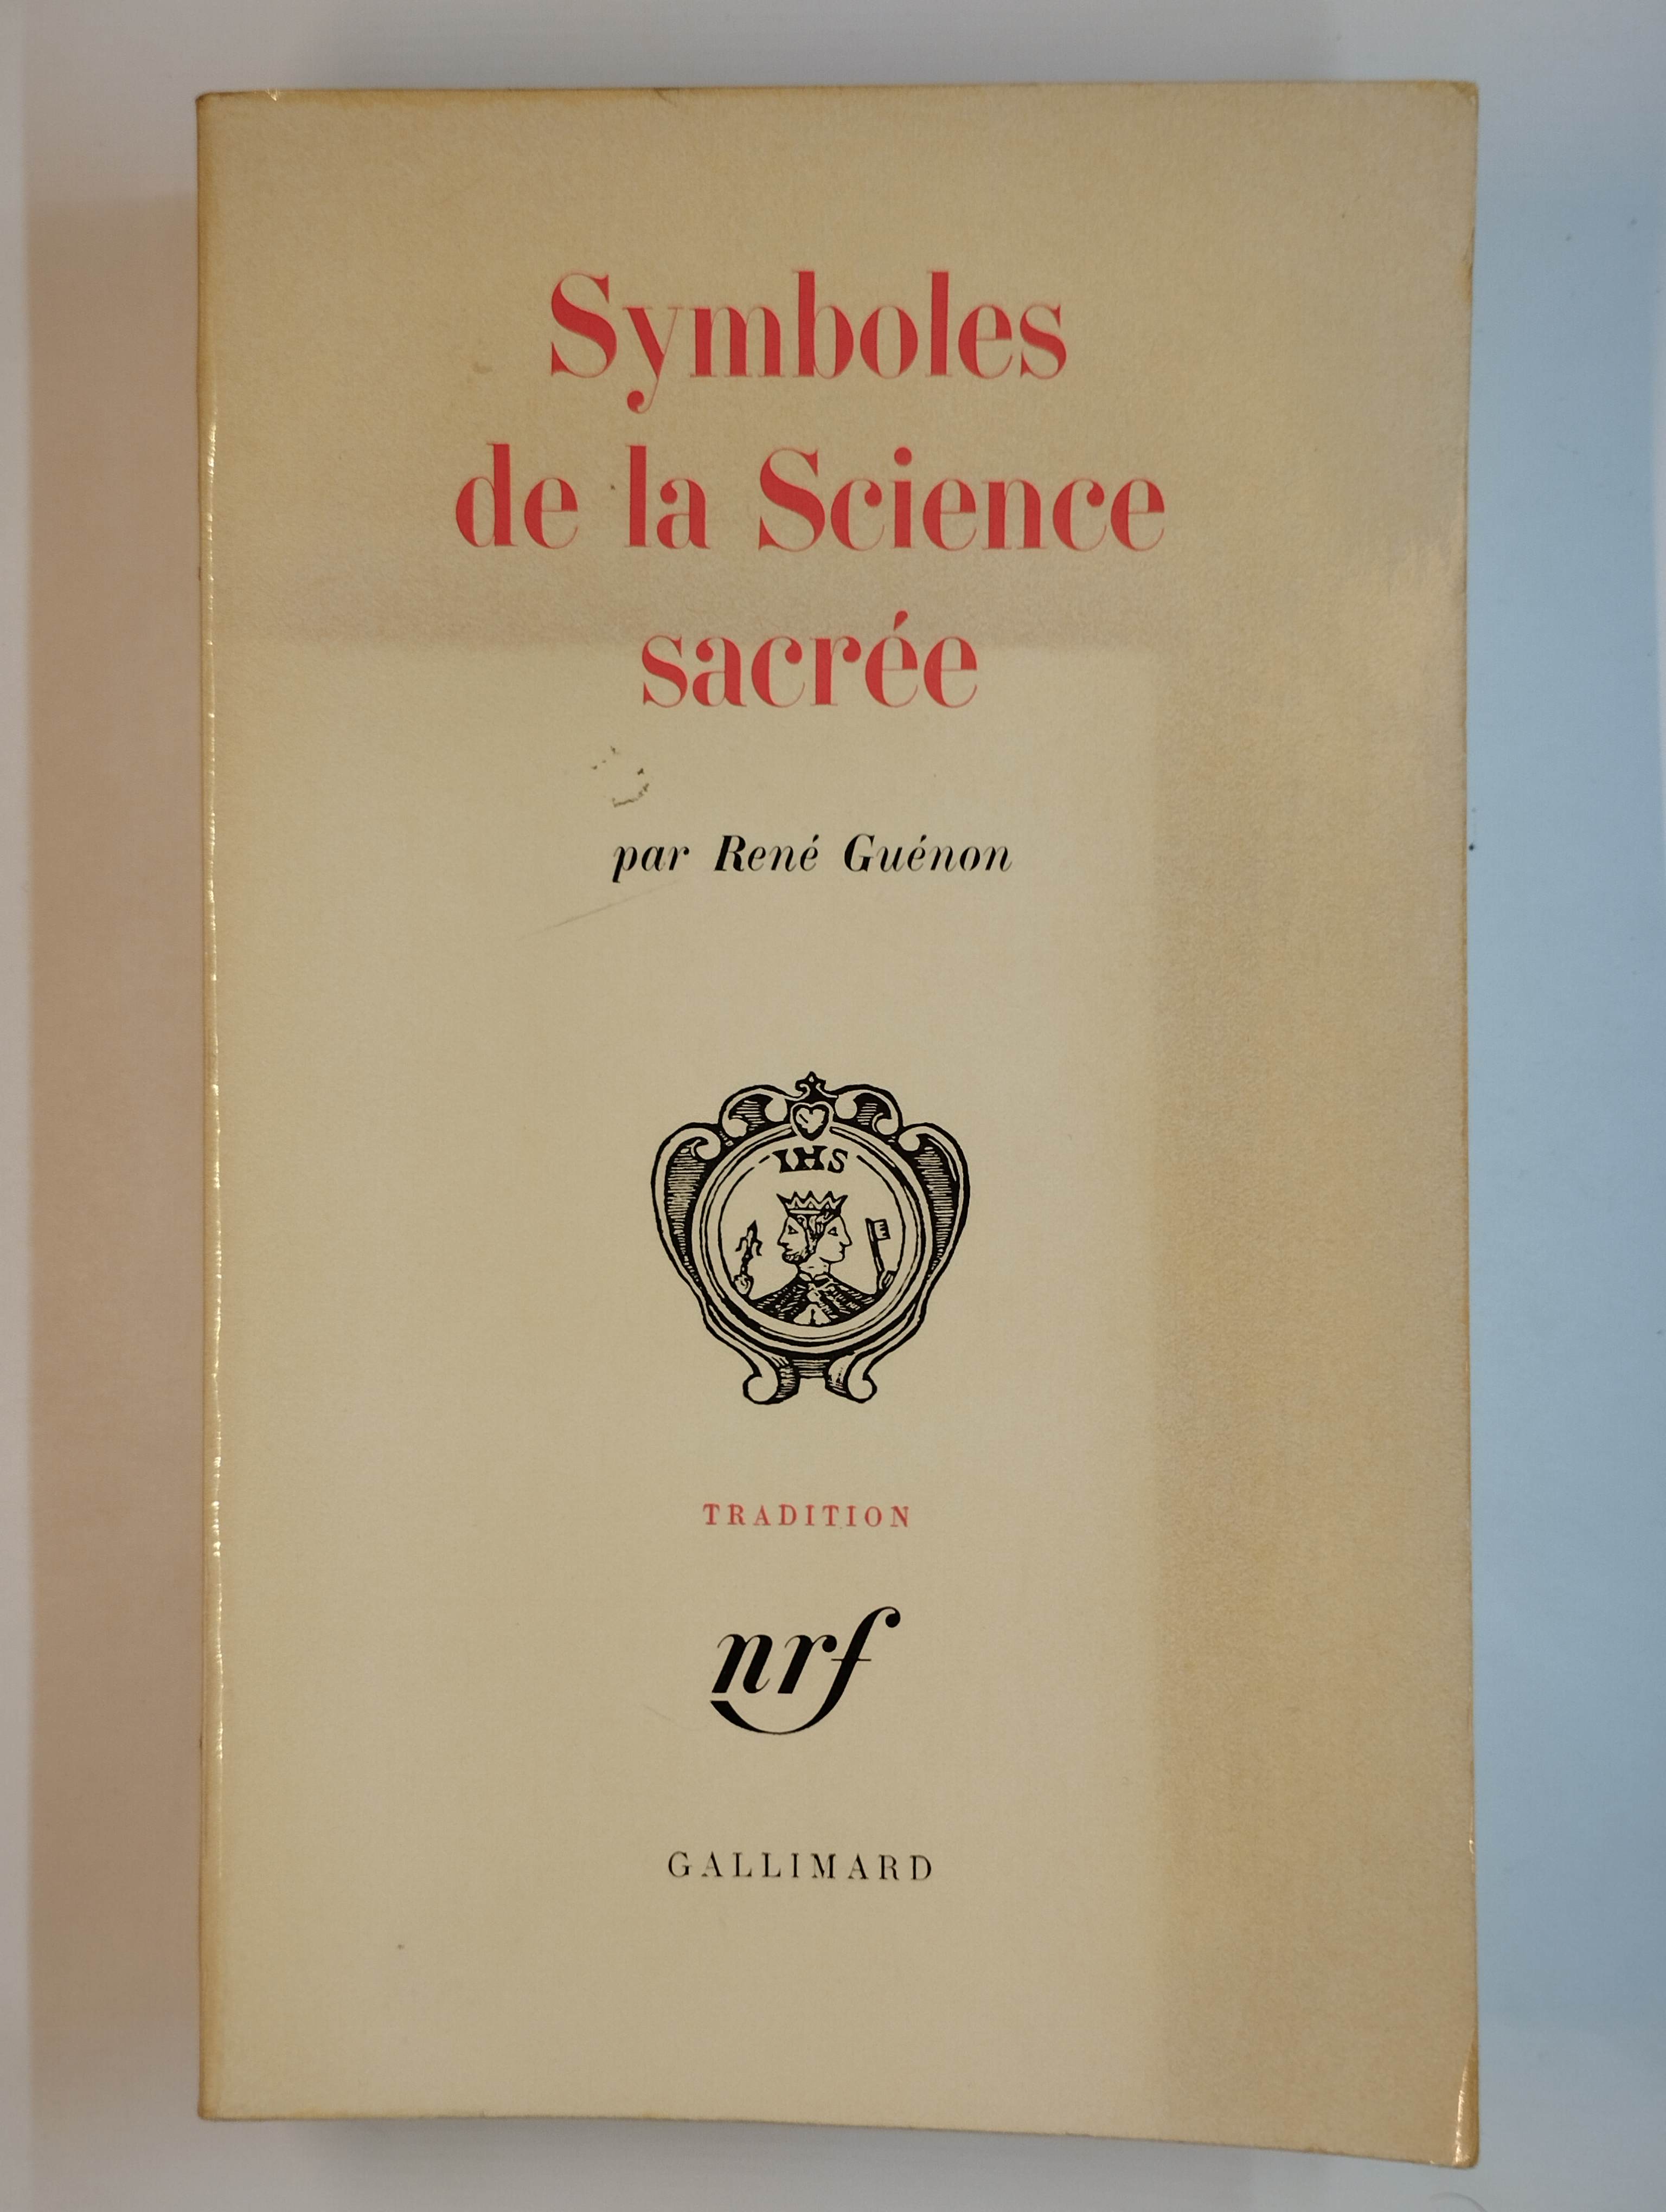 Symboles
de la Science
sacrée
par René Guénon
IHS
TRADITION
nrf
GALLIMARD